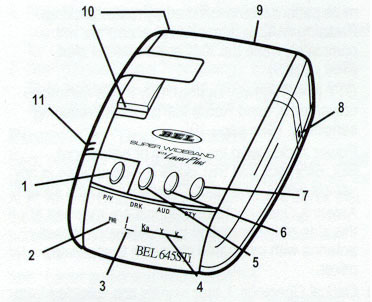 10
9
11
8
BEL
SUPER WIDEBAND
WITH LaserPlus
1
7
P/V DRK AUD CTY
6
2
PWR L Ka
5
3
4
BEL 645STi